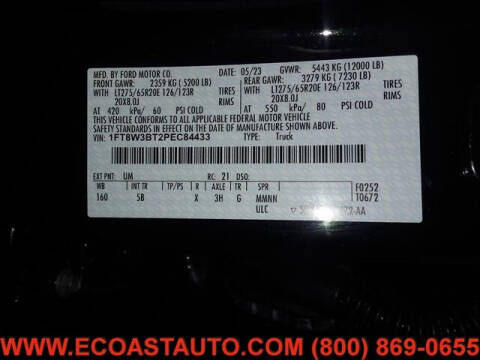 MFD. BY FORD MOTOR CO. 05/23 GVWR: 5443 KG (12000 LB)
FRONT GAWR: 2359 KG (5200 LB) REAR GAWR: 3279 KG (7230 LB)
WITH LT275/65R20E 126/123R TIRES WITH LT275/65R20E 126/123R TIRES
20X8.0J RIMS 20X8.0J RIMS
AT 420 kPa/ 60 PSI COLD AT 550 kPa/ 80 PSI COLD
THIS VEHICLE CONFORMS TO ALL APPLICABLE FEDERAL MOTOR
VEHICLE SAFETY STANDARDS IN EFFECT ON THE DATE OF MANUFACTURE SHOWN ABOVE.
VIN: 1FT8W3BT2PEC84433 TYPE: Truck
EXT PNT: UM RC: 21 DSO: F0252
WB INT TR TP/PS R AXLE TR SPR T0672
160 5B X 3H G MMNN
ULC
WWW.ECOASTAUTO.COM (800) 869-0655